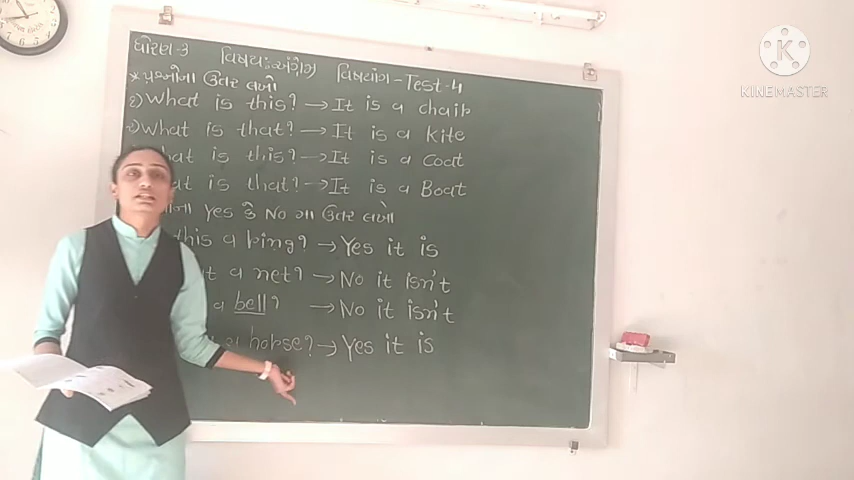 ધોરણ-૩ વિષય:અંગ્રેજી વિષયાંગ-Test-4
* પ્રશ્નોના ઉત્તર લખો
૧) What is this? → It is a chair
૨) What is that? → It is a Kite
hat is this? → It is a Coat
at is that? → It is a Boat
ના Yes કે No મા ઉત્તર લખો
this a king? → Yes it is
t a net? → No it isn't
a bell? → No it isn't
a horse? → Yes it is
K
KINEMASTER